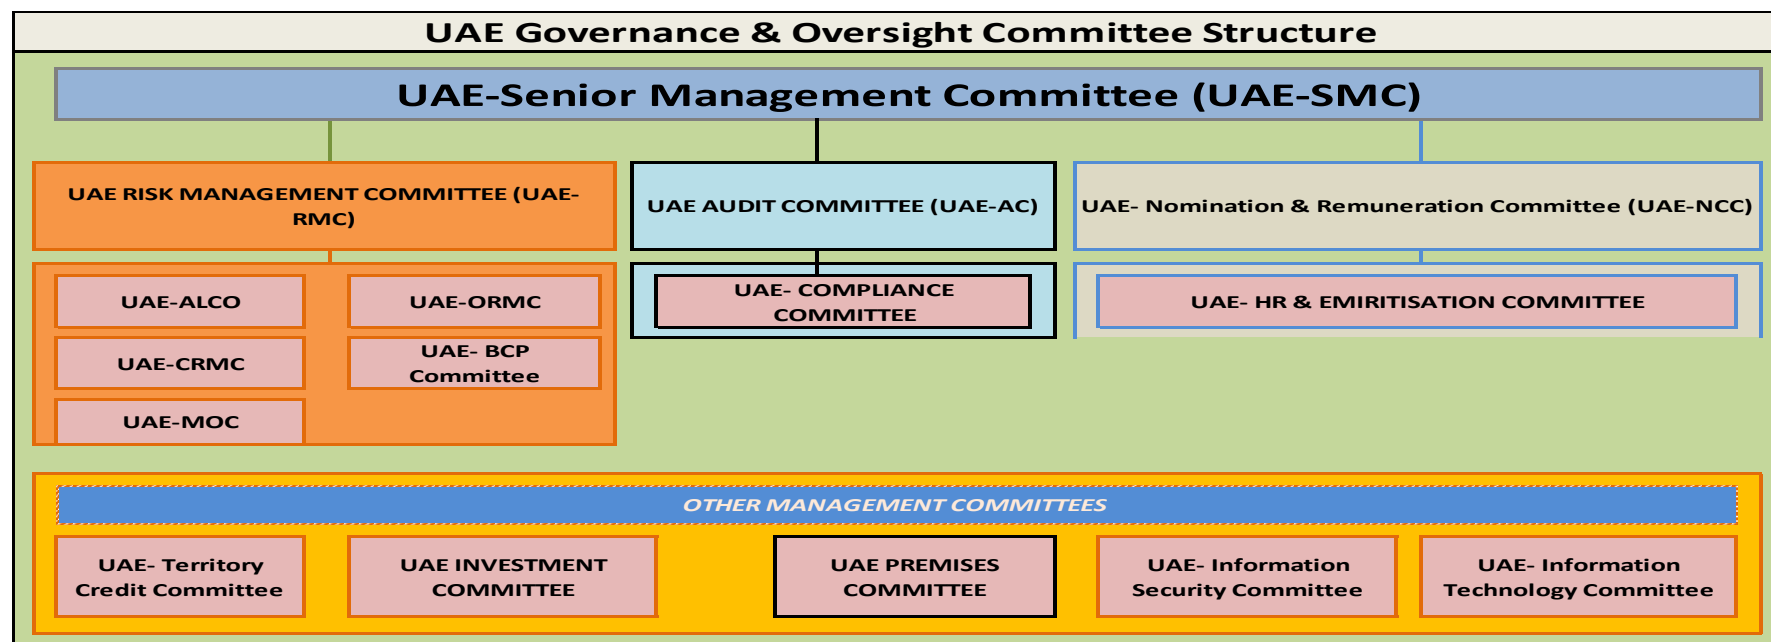 UAE Governance & Oversight Committee Structure
UAE-Senior Management Committee (UAE-SMC)
UAE RISK MANAGEMENT COMMITTEE (UAE-
RMC)
UAE AUDIT COMMITTEE (UAE-AC)
UAE- Nomination & Remuneration Committee (UAE-NCC)
UAE-ALCO
UAE-ORMC
UAE- COMPLIANCE
COMMITTEE
UAE- HR & EMIRITISATION COMMITTEE
UAE-CRMC
UAE- BCP
Committee
UAE-MOC
OTHER MANAGEMENT COMMITTEES
UAE- Territory
Credit Committee
UAE INVESTMENT
COMMITTEE
UAE PREMISES
COMMITTEE
UAE- Information
Security Committee
UAE- Information
Technology Committee